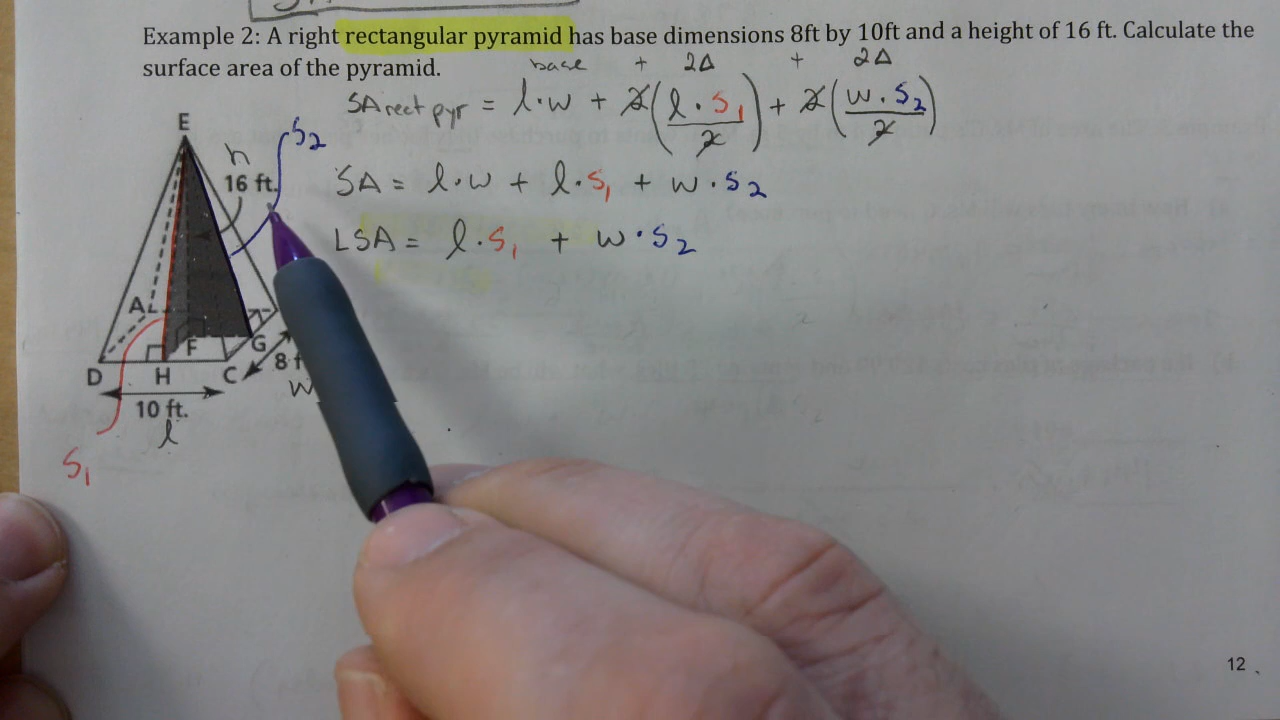 Example 2: A right rectangular pyramid has base dimensions 8ft by 10ft and a height of 16 ft. Calculate the
surface area of the pyramid.
base + 2Δ + 2Δ
SA rect pyr = l·w + 2(l·S₁/2) + 2(w·S₂/2)
E
S₂
h
16 ft.
SA = l·w + l·S₁ + w·S₂
LSA = l·S₁ + w·S₂
A
F
G
D
H
C
8 f
w
10 ft.
l
S₁
12